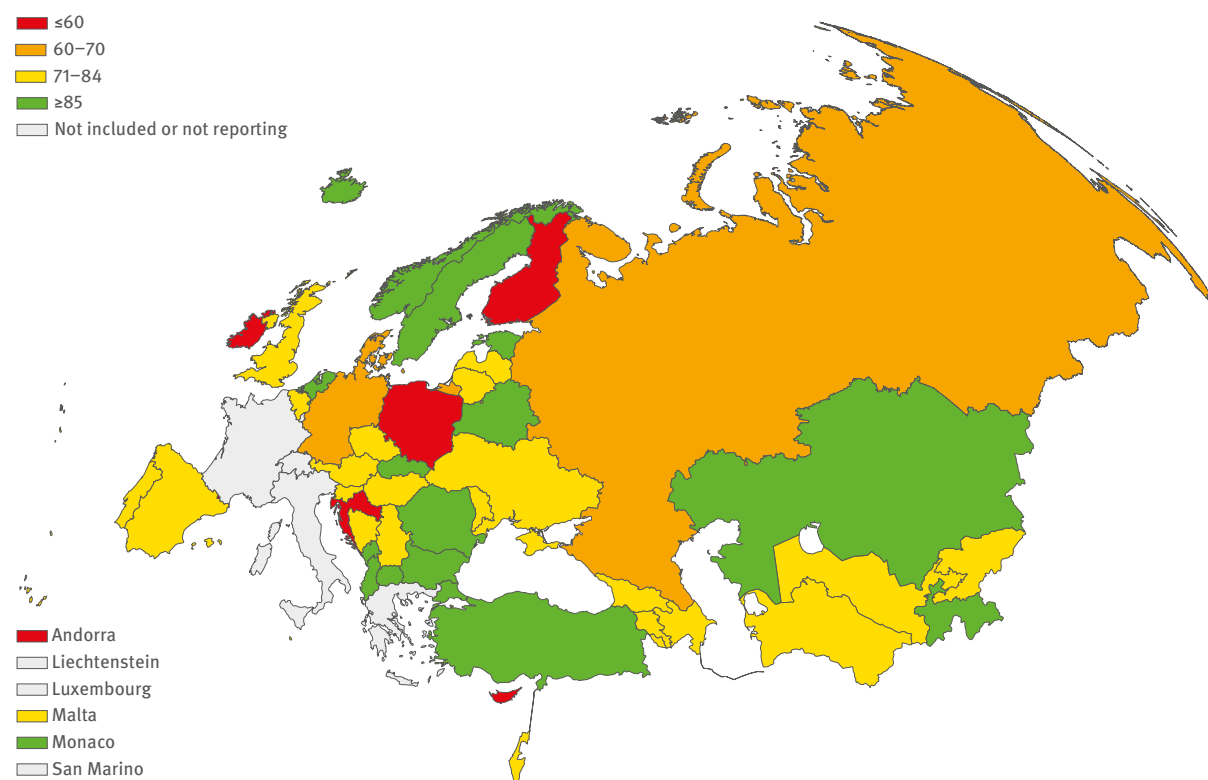 ≤60
60–70
71–84
≥85
Not included or not reporting
Andorra
Liechtenstein
Luxembourg
Malta
Monaco
San Marino